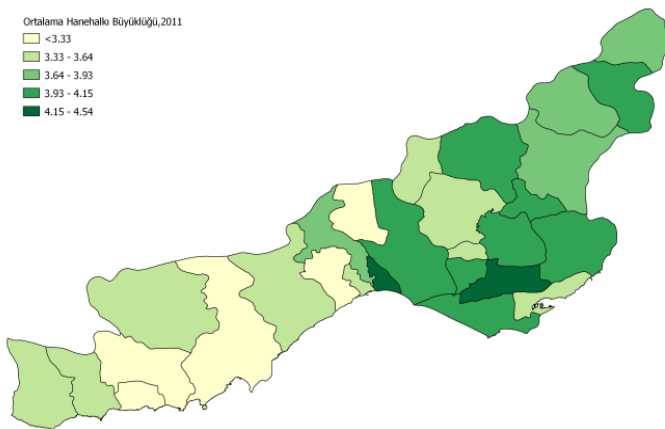 Ortalama Hanehalkı Büyüklüğü,2011
<3.33
3.33 - 3.64
3.64 - 3.93
3.93 - 4.15
4.15 - 4.54